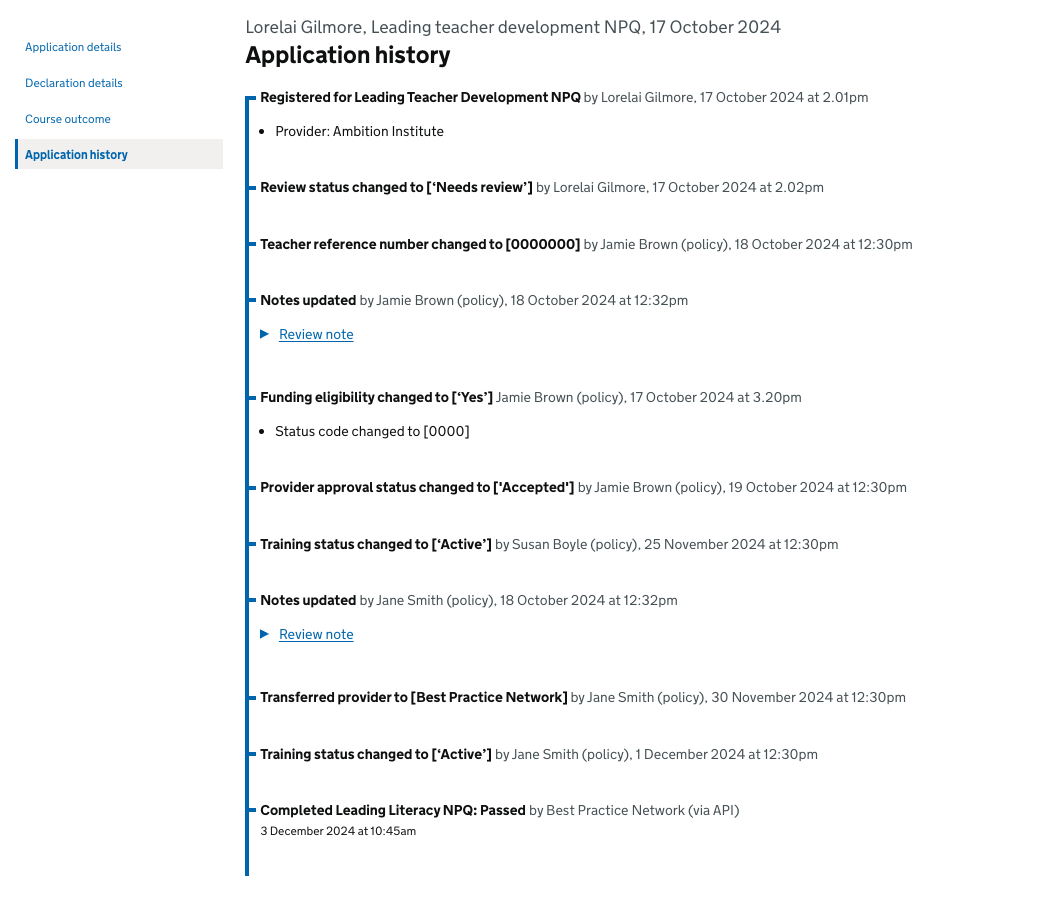 Lorelai Gilmore, Leading teacher development NPQ, 17 October 2024
Application history
Application details
Declaration details
Course outcome
Application history
Registered for Leading Teacher Development NPQ by Lorelai Gilmore, 17 October 2024 at 2.01pm
• Provider: Ambition Institute
Review status changed to [‘Needs review’] by Lorelai Gilmore, 17 October 2024 at 2.02pm
Teacher reference number changed to [0000000] by Jamie Brown (policy), 18 October 2024 at 12:30pm
Notes updated by Jamie Brown (policy), 18 October 2024 at 12:32pm
Review note
Funding eligibility changed to [‘Yes’] Jamie Brown (policy), 17 October 2024 at 3.20pm
• Status code changed to [0000]
Provider approval status changed to ['Accepted'] by Jamie Brown (policy), 19 October 2024 at 12:30pm
Training status changed to [‘Active’] by Susan Boyle (policy), 25 November 2024 at 12:30pm
Notes updated by Jane Smith (policy), 18 October 2024 at 12:32pm
Review note
Transferred provider to [Best Practice Network] by Jane Smith (policy), 30 November 2024 at 12:30pm
Training status changed to [‘Active’] by Jane Smith (policy), 1 December 2024 at 12:30pm
Completed Leading Literacy NPQ: Passed by Best Practice Network (via API)
3 December 2024 at 10:45am